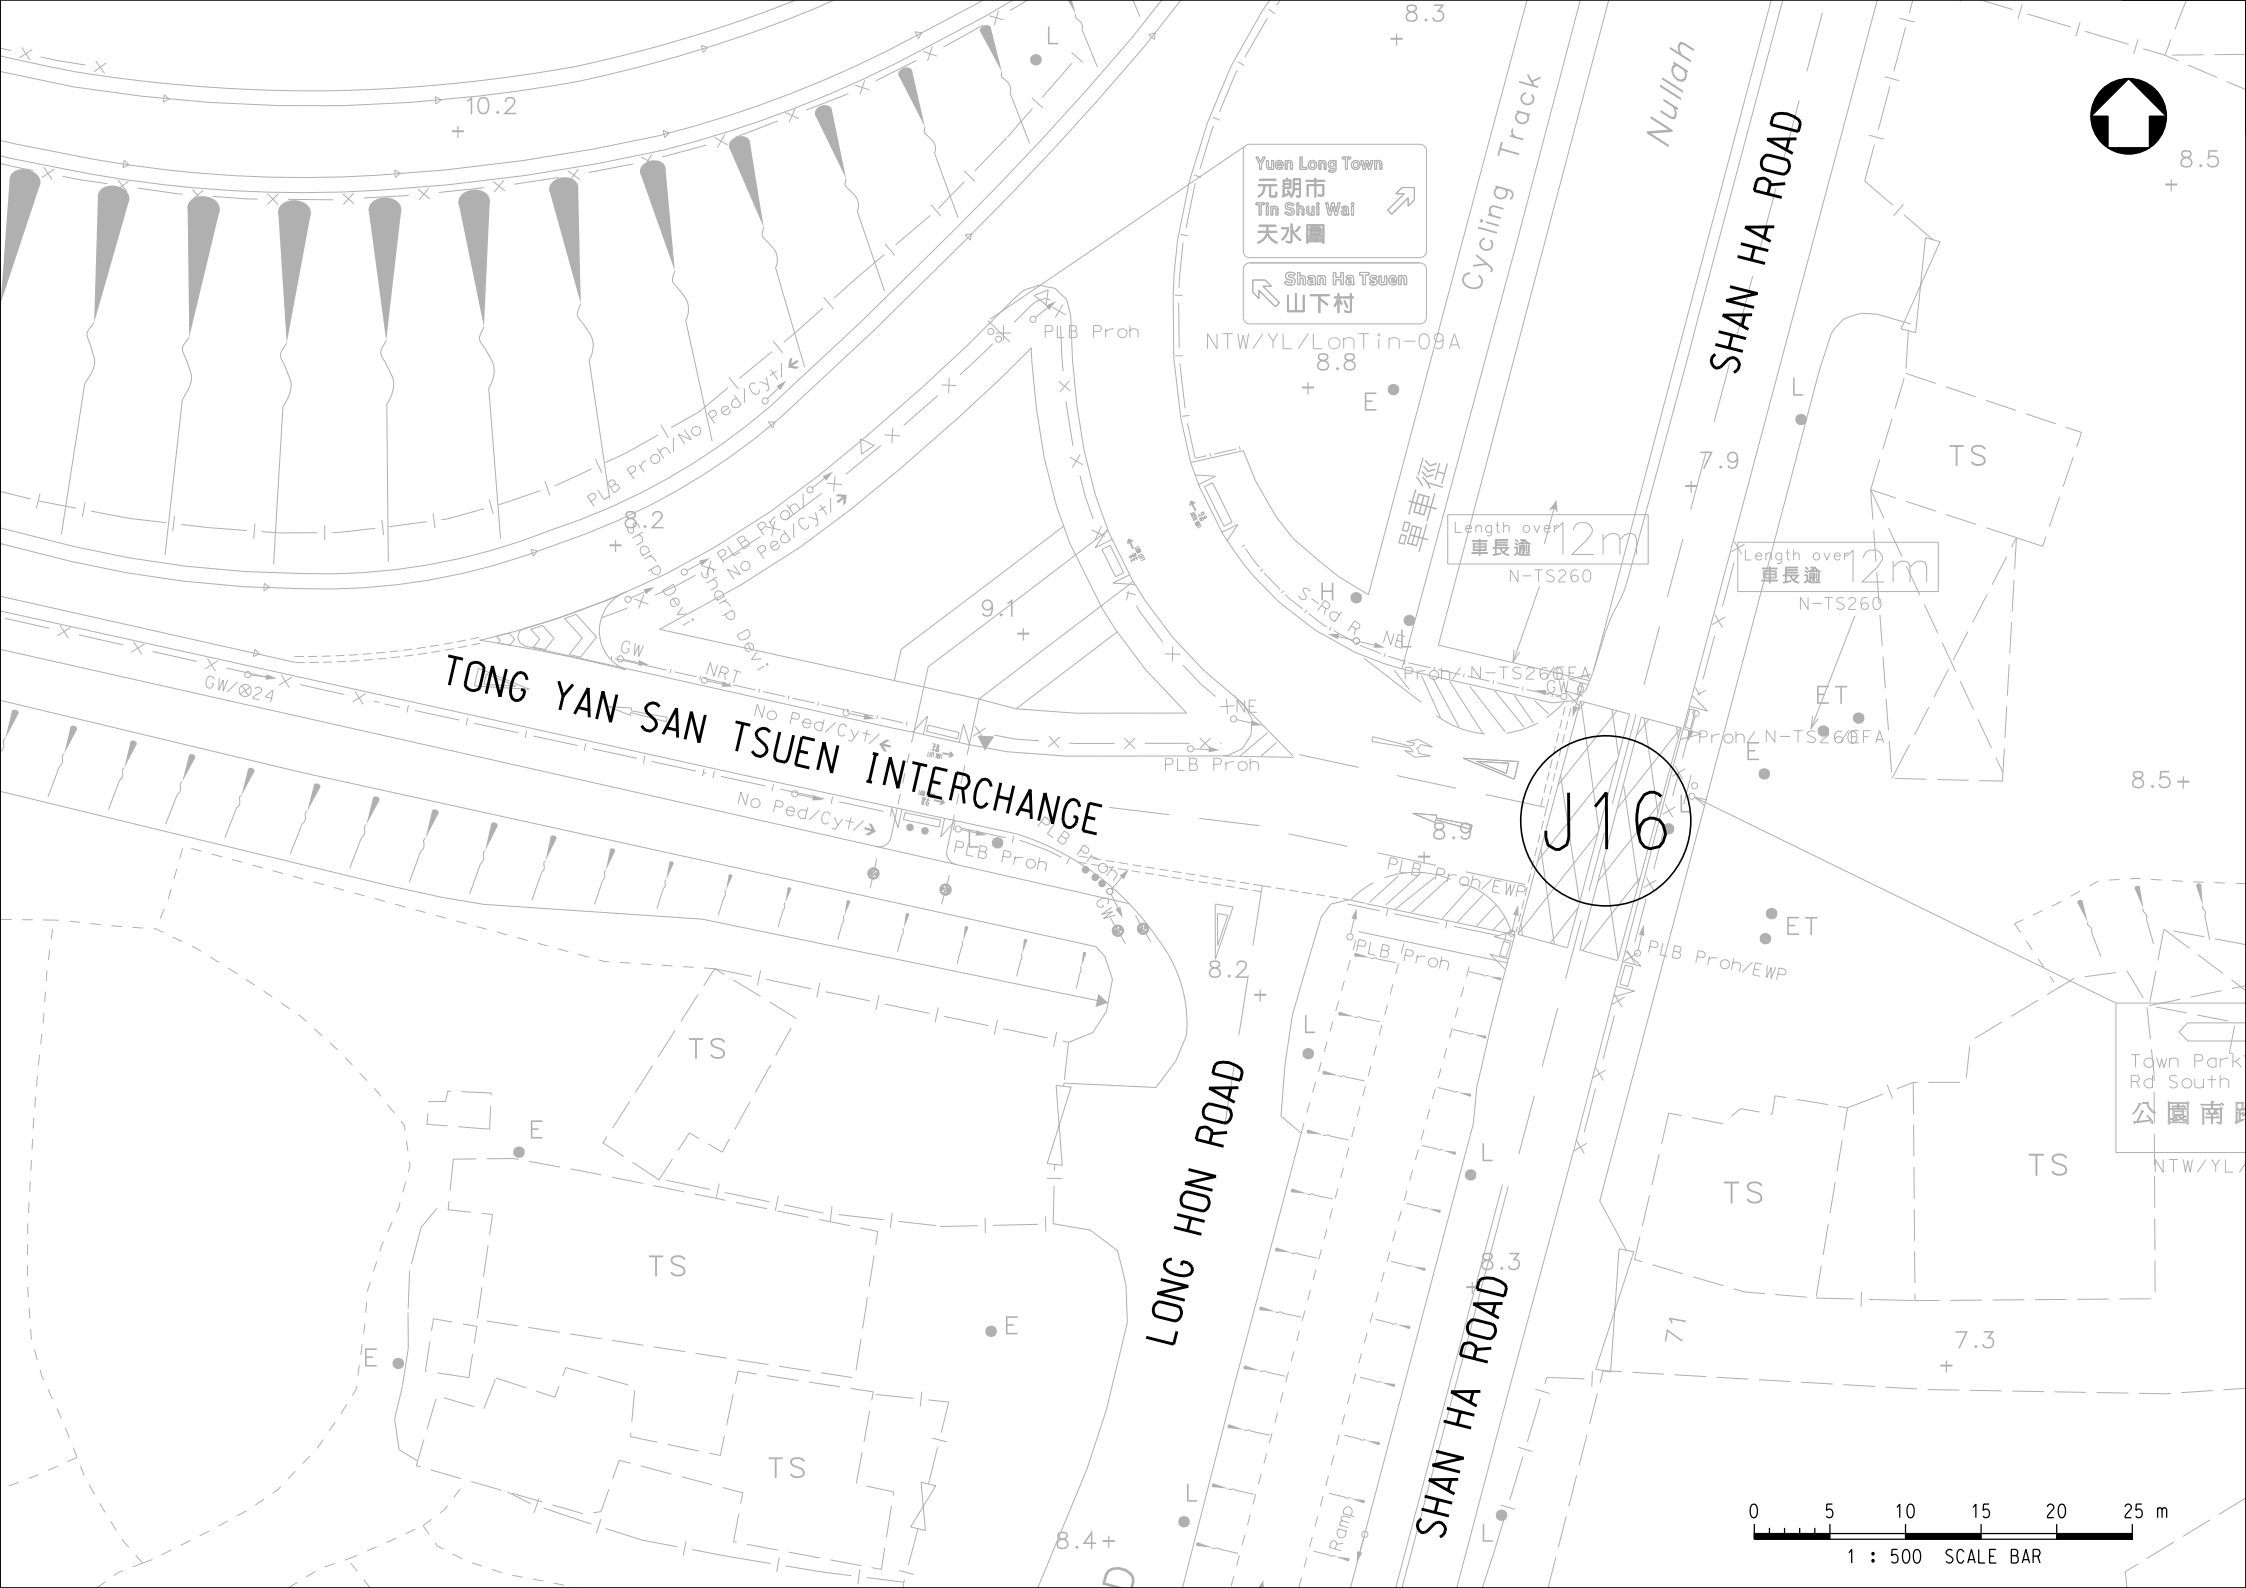 8.3
L
10.2
Nullah
Cycling Track
SHAN HA ROAD
8.5
Yuen Long Town
元朗市
Tin Shui Wai
天水圍
Shan Ha Tsuen
山下村
NTW/YL/LonTin-09A
8.8
E
PLB Proh
PLB Proh/No Ped/Cyt/
L
TS
7.9
單車徑
8.2
Sharp Devi
Sharp Devi
PLB Proh/
No Ped/Cyt/
Length over
車長逾
12m
N-TS260
Length over
車長逾
12m
N-TS260
H
S-Rd R
NE
L
9.1
GW
NRT
GW/⊗24
Proh/N-TS260/EFA
GW
TONG YAN SAN TSUEN INTERCHANGE
No Ped/Cyt/
NE
ET
Proh/N-TS260/EFA
E
PLB Proh
8.5
No Ped/Cyt/
L
PLB Proh
PLB Proh
GW
8.9
J16
L
PLB Proh/EWP
ET
PLB Proh
PLB Proh/EWP
8.2
L
TS
E
LONG HON ROAD
Town Park
Rd South
公園南路
NTW/YL/
L
TS
TS
TS
8.3
SHAN HA ROAD
71
7.3
E
E
TS
L
Ramp
L
8.4
D
0 5 10 15 20 25 m
1 : 500 SCALE BAR